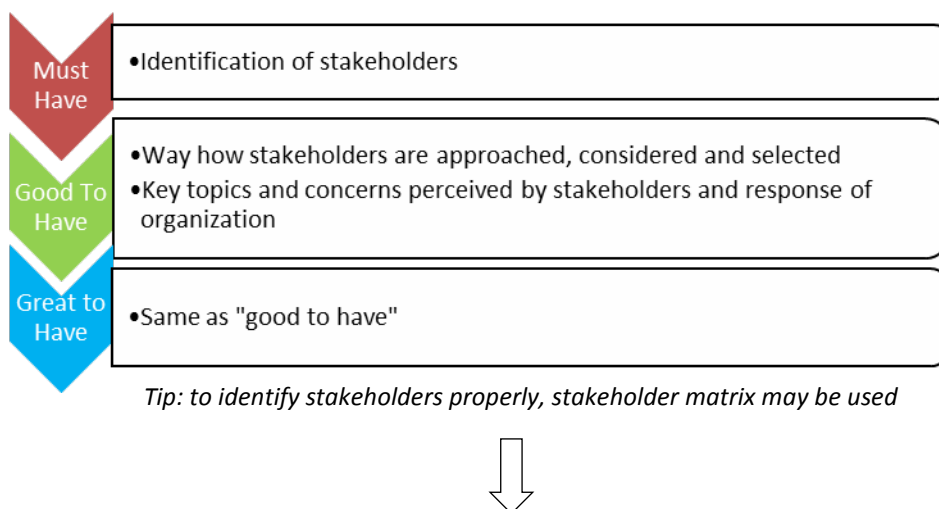 Must
Have
•Identification of stakeholders
Good To
Have
•Way how stakeholders are approached, considered and selected
•Key topics and concerns perceived by stakeholders and response of
organization
Great to
Have
•Same as "good to have"
Tip: to identify stakeholders properly, stakeholder matrix may be used